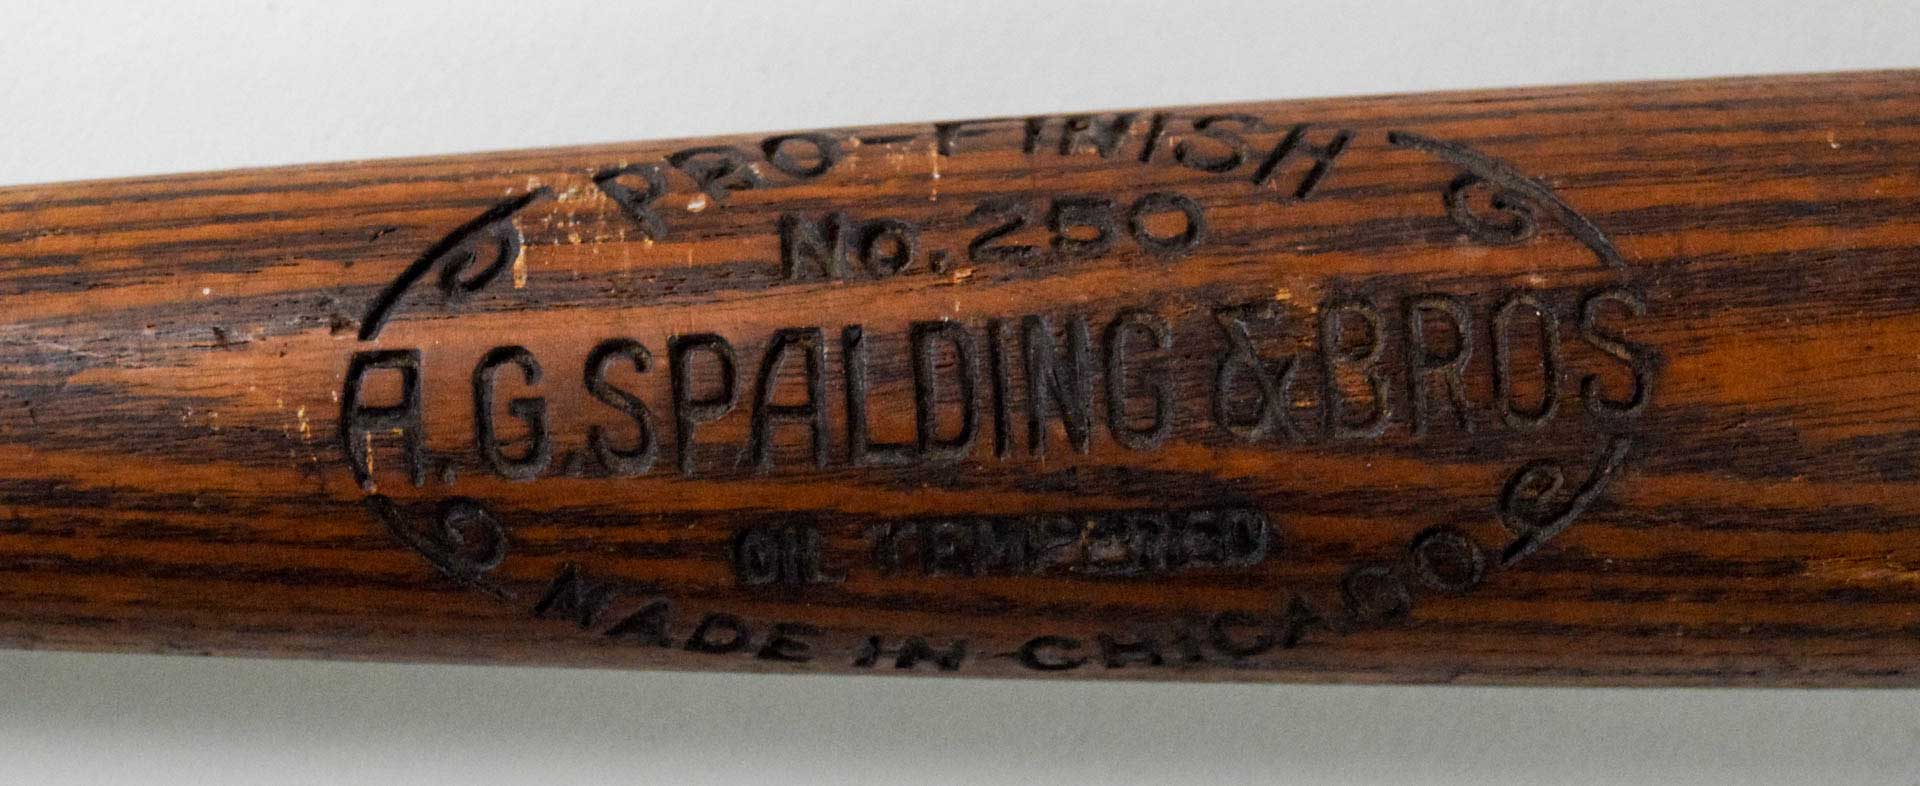 PRO-FINISH
No. 250
A.G. SPALDING & BROS
OIL TEMPERED
MADE IN CHICAGO